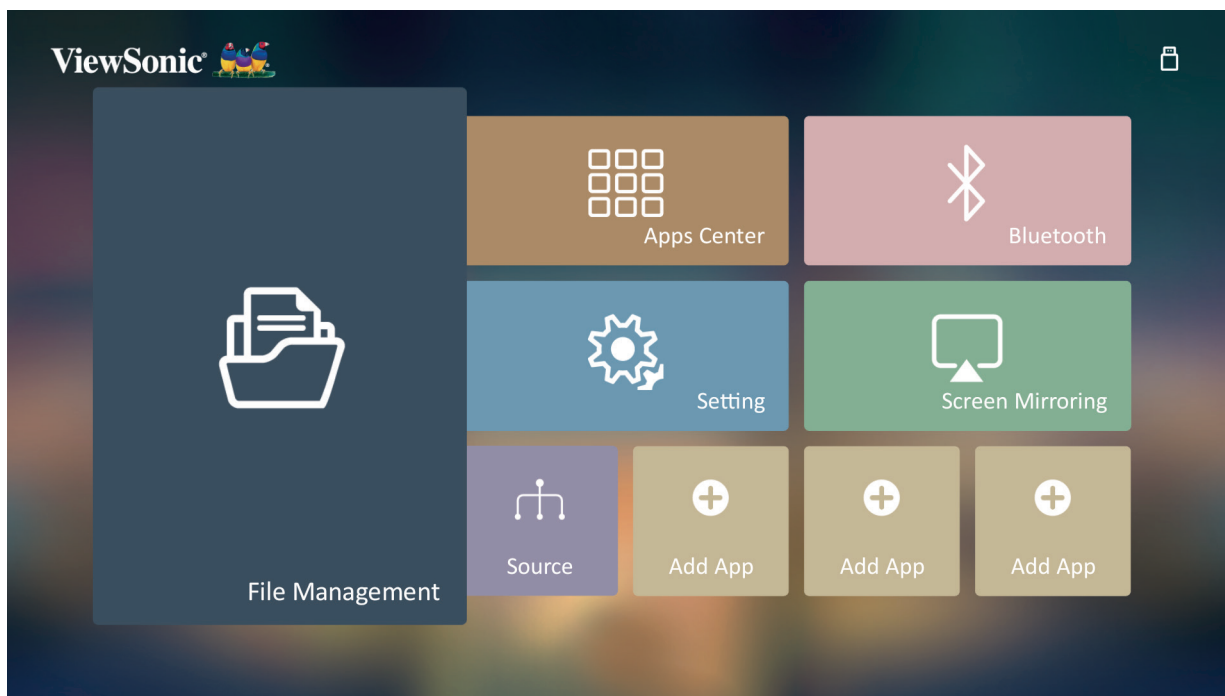 ViewSonic®
Apps Center
Bluetooth
Setting
Screen Mirroring
Source
Add App
Add App
Add App
File Management